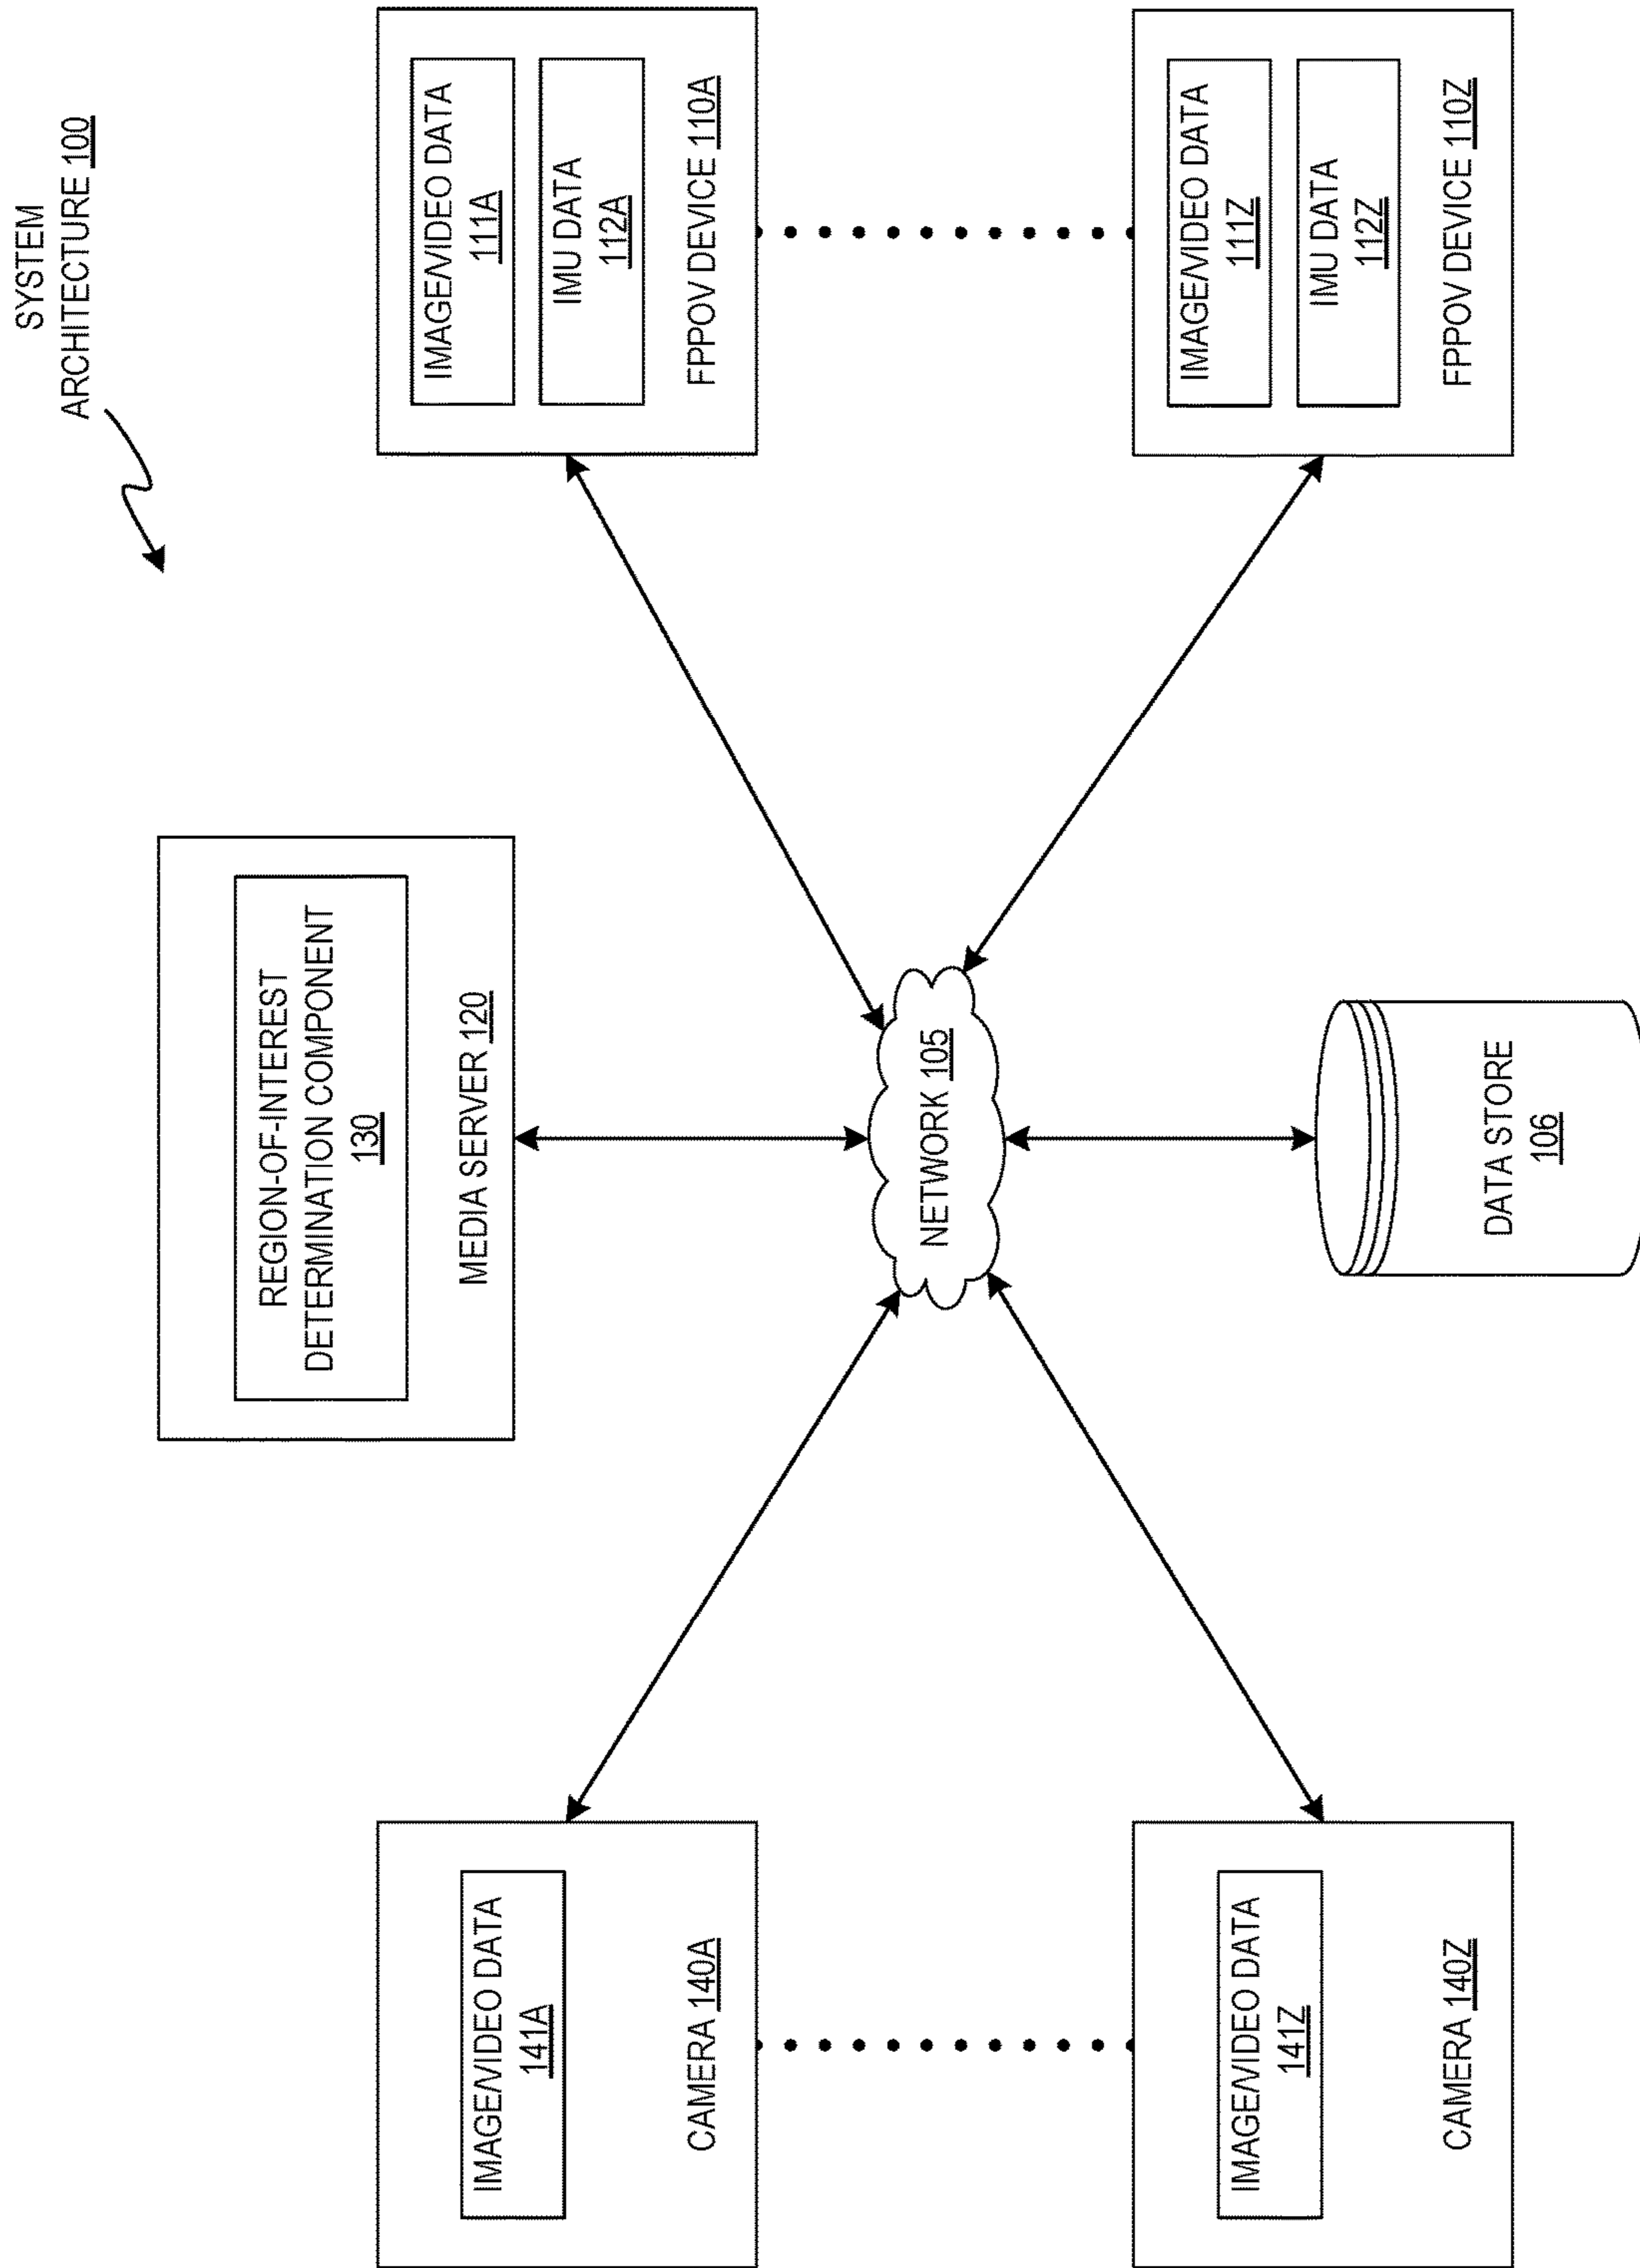 SYSTEM
ARCHITECTURE 100
REGION-OF-INTEREST
DETERMINATION COMPONENT
130
MEDIA SERVER 120
IMAGE/VIDEO DATA
141A
CAMERA 140A
IMAGE/VIDEO DATA
111A
IMU DATA
112A
FPPOV DEVICE 110A
NETWORK 105
IMAGE/VIDEO DATA
141Z
CAMERA 140Z
DATA STORE
106
IMAGE/VIDEO DATA
111Z
IMU DATA
112Z
FPPOV DEVICE 110Z